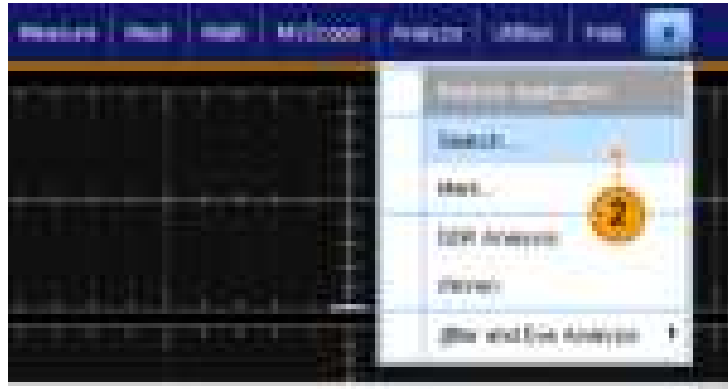 Measure Mask Math MyScope Analyze Utilities Help
Search...
2
Mark...
DDR Analysis
Jitter and Eye Analysis